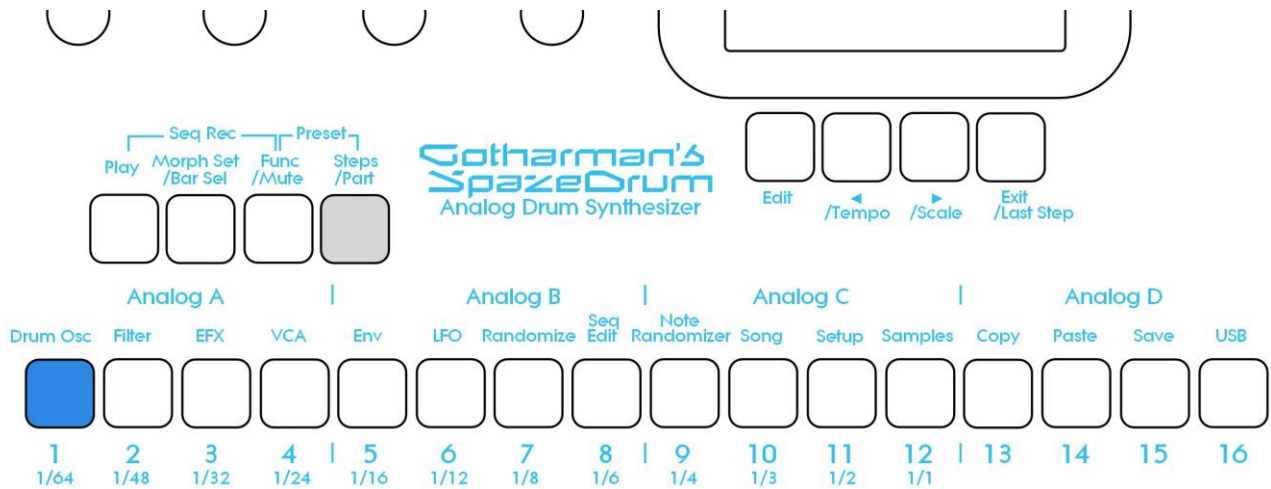 Seq Rec Preset
Play Morph Set /Bar Sel Func /Mute Steps /Part
Gotharman's
SpazeDrum
Analog Drum Synthesizer
Edit ◄ /Tempo ► /Scale Exit /Last Step
Analog A | Analog B | Analog C | Analog D
Drum Osc Filter EFX VCA Env LFO Randomize Seq Edit Note Randomizer Song Setup Samples Copy Paste Save USB
1 2 3 4 | 5 6 7 8 | 9 10 11 12 | 13 14 15 16
1/64 1/48 1/32 1/24 1/16 1/12 1/8 1/6 1/4 1/3 1/2 1/1